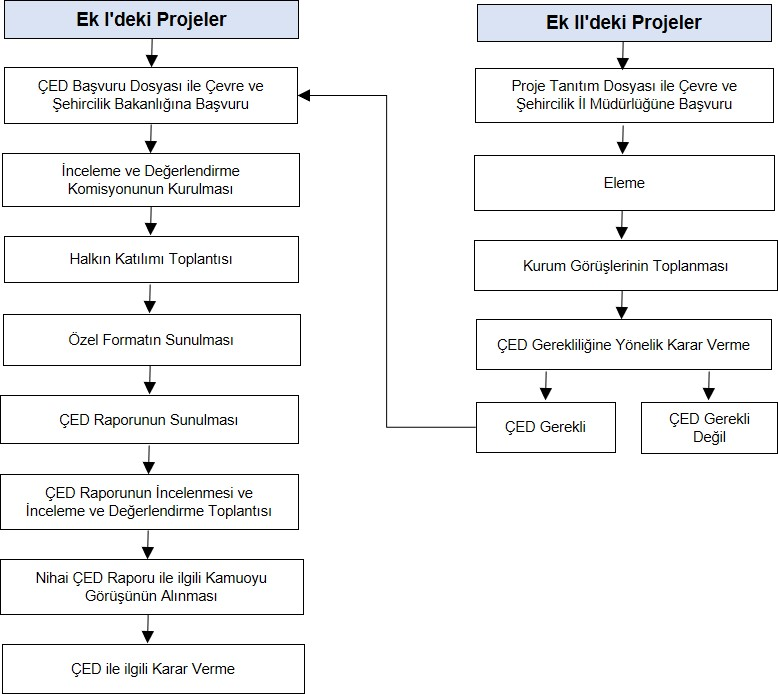 Ek I'deki Projeler
ÇED Başvuru Dosyası ile Çevre ve
Şehircilik Bakanlığına Başvuru
İnceleme ve Değerlendirme
Komisyonunun Kurulması
Halkın Katılımı Toplantısı
Özel Formatın Sunulması
ÇED Raporunun Sunulması
ÇED Raporunun İncelenmesi ve
İnceleme ve Değerlendirme Toplantısı
Nihai ÇED Raporu ile ilgili Kamuoyu
Görüşünün Alınması
ÇED ile ilgili Karar Verme
Ek II'deki Projeler
Proje Tanıtım Dosyası ile Çevre ve
Şehircilik İl Müdürlüğüne Başvuru
Eleme
Kurum Görüşlerinin Toplanması
ÇED Gerekliliğine Yönelik Karar Verme
ÇED Gerekli
ÇED Gerekli
Değil